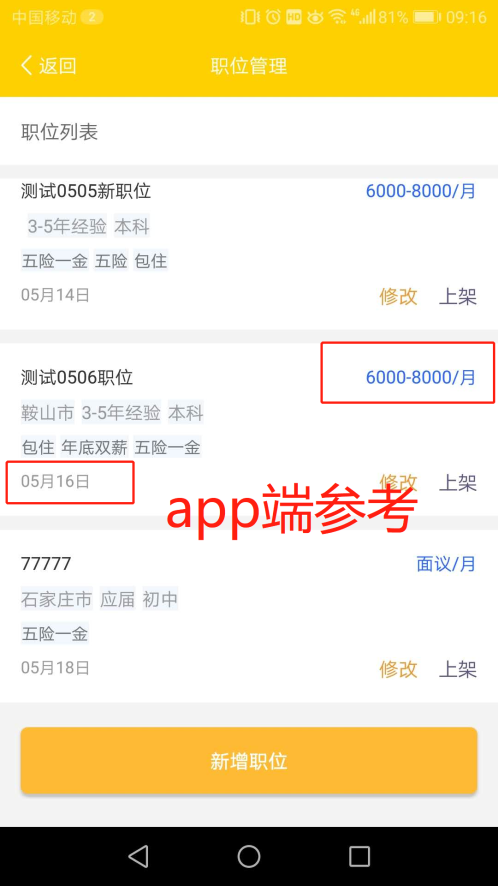 中国移动 2 HD 4G 81% 09:16
返回 职位管理
职位列表
测试0505新职位 6000-8000/月
3-5年经验 本科
五险一金 五险 包住
05月14日 修改 上架
测试0506职位 6000-8000/月
鞍山市 3-5年经验 本科
包住 年底双薪 五险一金
05月16日 修改 上架
app端参考
77777 面议/月
石家庄市 应届 初中
五险一金
05月18日 修改 上架
新增职位